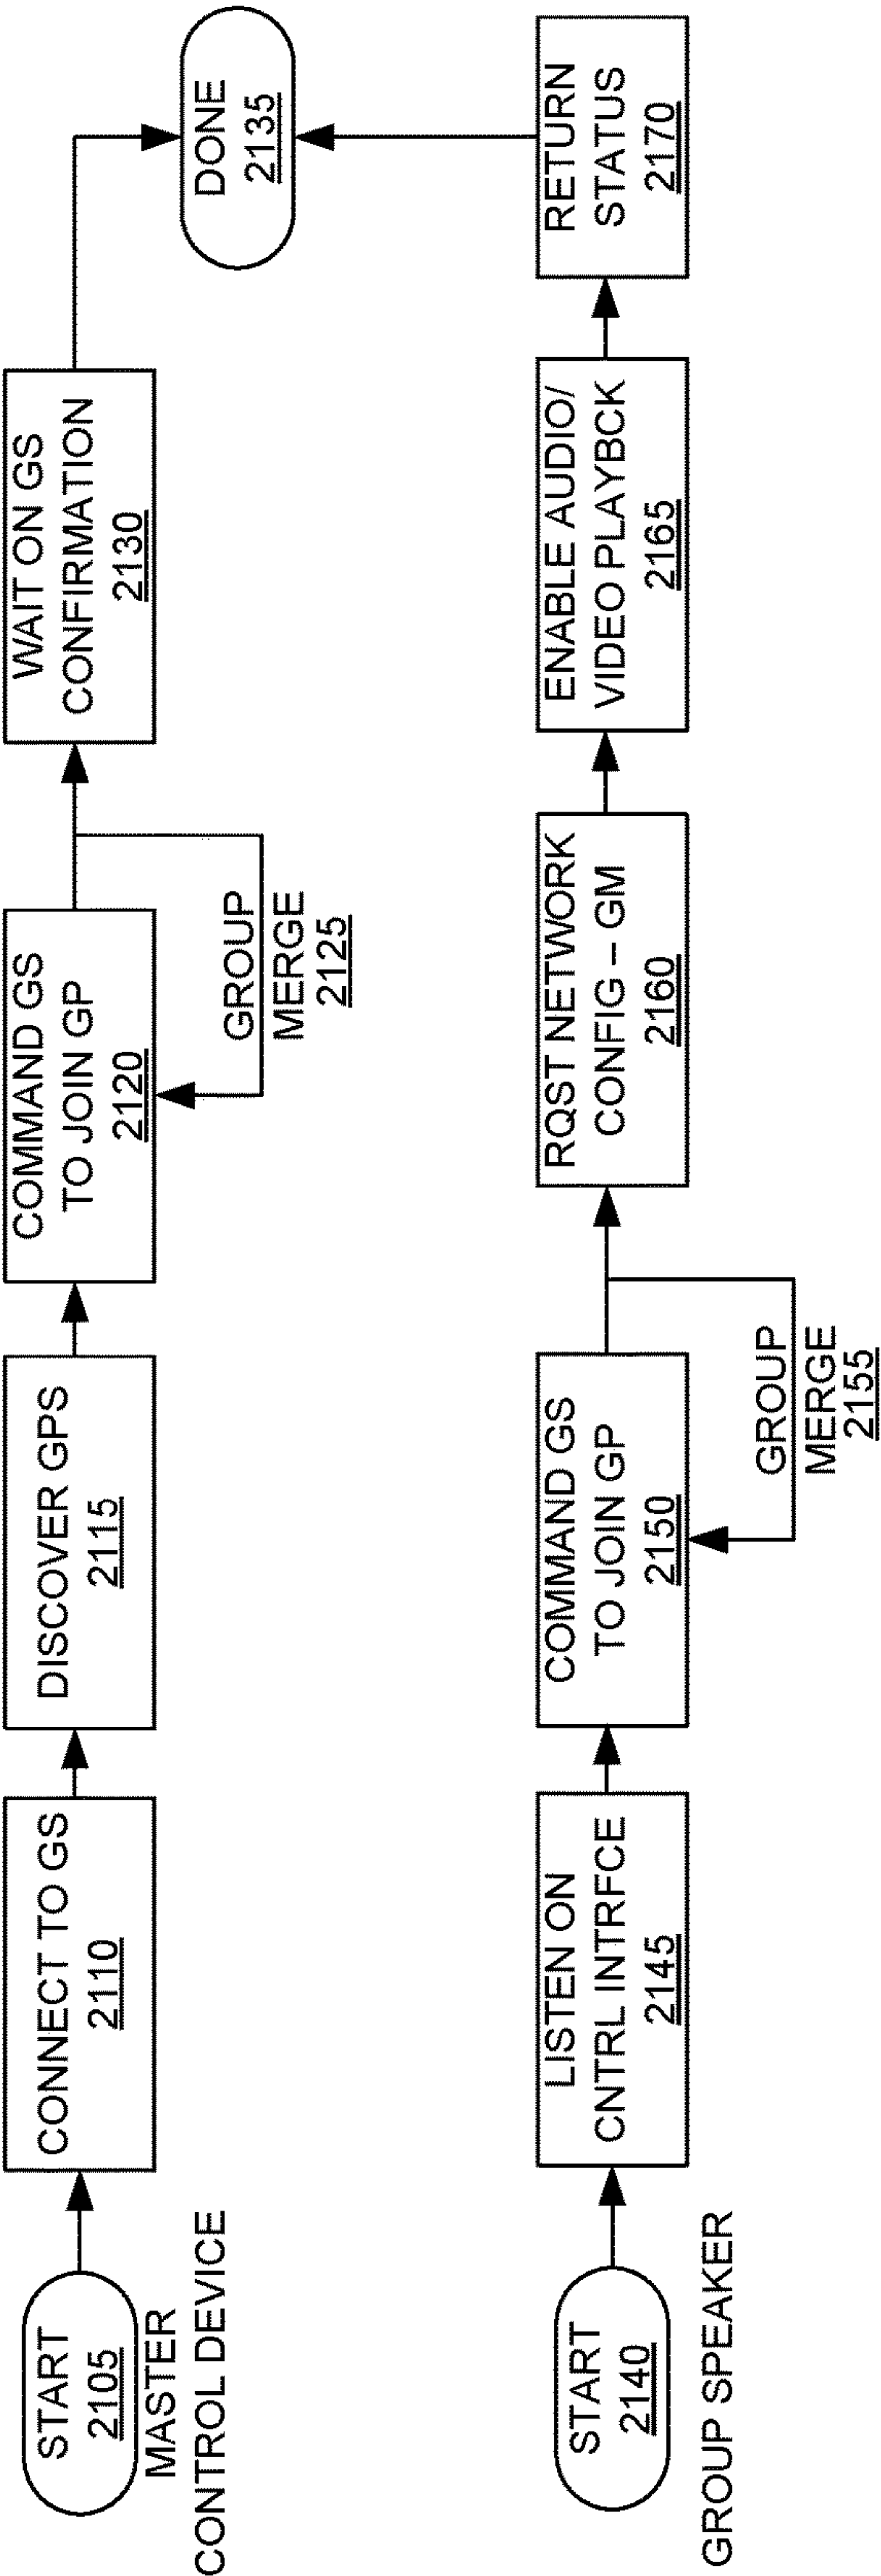 START
2105
MASTER
CONTROL DEVICE
CONNECT TO GS
2110
DISCOVER GPS
2115
COMMAND GS
TO JOIN GP
2120
GROUP
MERGE
2125
WAIT ON GS
CONFIRMATION
2130
DONE
2135
START
2140
GROUP SPEAKER
LISTEN ON
CNTRL INTRFCE
2145
COMMAND GS
TO JOIN GP
2150
GROUP
MERGE
2155
RQST NETWORK
CONFIG – GM
2160
ENABLE AUDIO/
VIDEO PLAYBCK
2165
RETURN
STATUS
2170